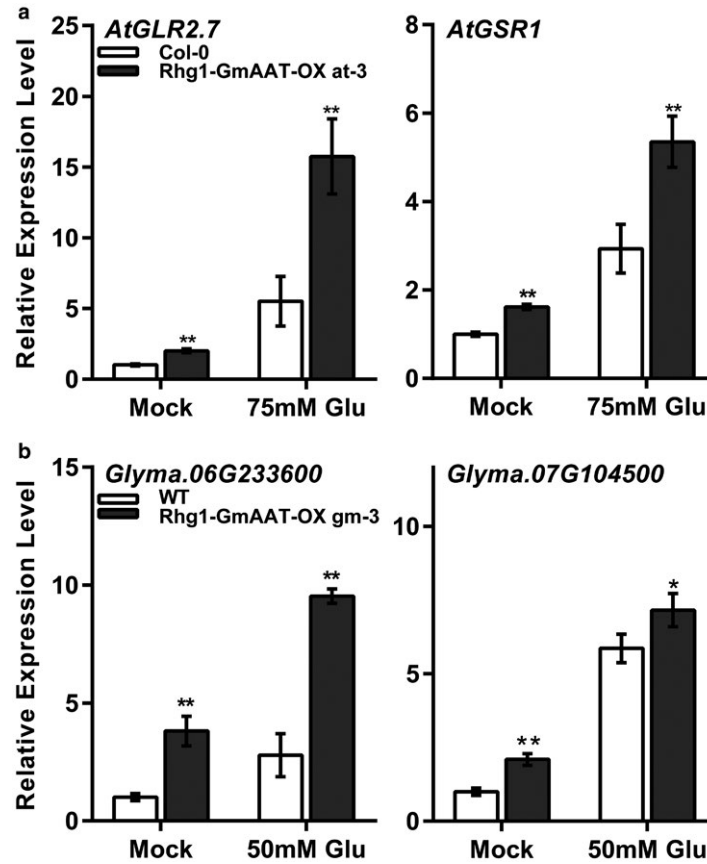 a
AtGLR2.7
Col-0
Rhg1-GmAAT-OX at-3
Relative Expression Level
25
20
15
10
5
0
**
**
Mock
75mM Glu
AtGSR1
8
6
4
2
0
**
**
Mock
75mM Glu
b
Glyma.06G233600
WT
Rhg1-GmAAT-OX gm-3
Relative Expression Level
15
10
5
0
**
**
Mock
50mM Glu
Glyma.07G104500
10
5
0
**
*
Mock
50mM Glu